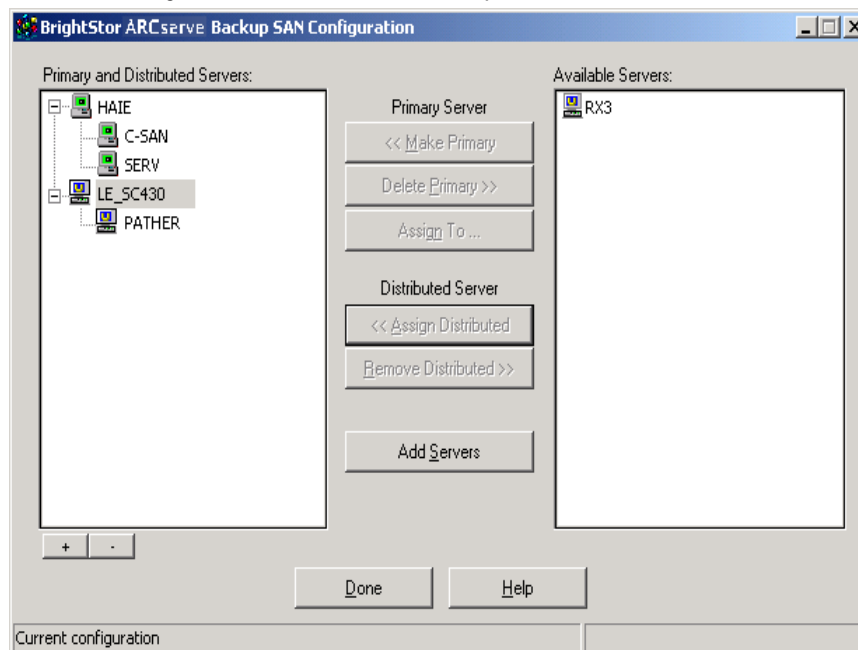 BrightStor ARCserve Backup SAN Configuration
Primary and Distributed Servers:
HAIE
C-SAN
SERV
LE_SC430
PATHER
+ -
Primary Server
<< Make Primary
Delete Primary >>
Assign To ...
Distributed Server
<< Assign Distributed
Remove Distributed >>
Add Servers
Available Servers:
RX3
Done
Help
Current configuration